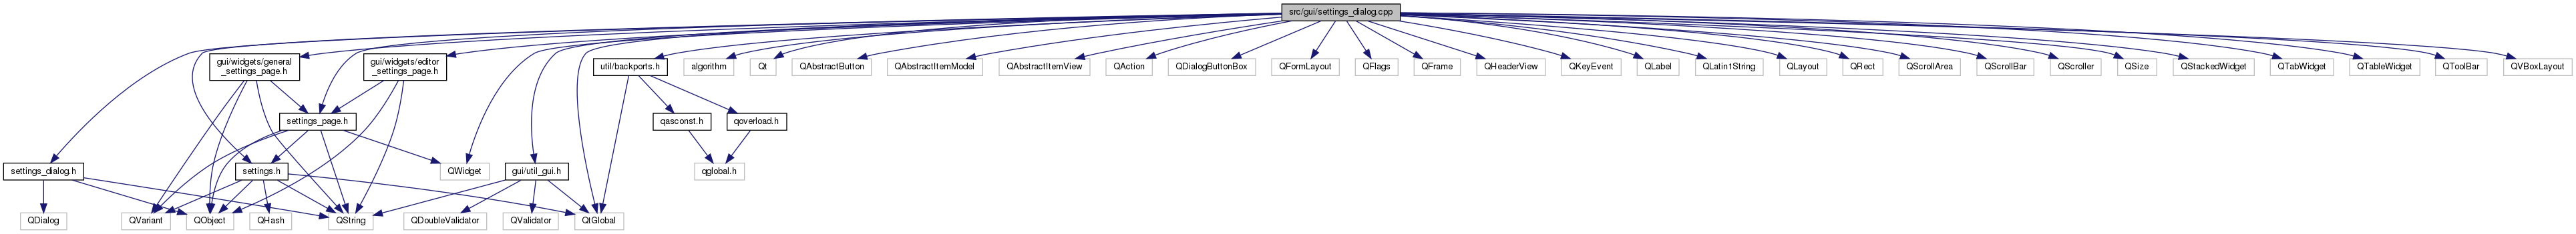 src/gui/settings_dialog.cpp
gui/widgets/general
_settings_page.h
gui/widgets/editor
_settings_page.h
util/backports.h
algorithm
Qt
QAbstractButton
QAbstractItemModel
QAbstractItemView
QAction
QDialogButtonBox
QFormLayout
QFlags
QFrame
QHeaderView
QKeyEvent
QLabel
QLatin1String
QLayout
QRect
QScrollArea
QScrollBar
QScroller
QSize
QStackedWidget
QTabWidget
QTableWidget
QToolBar
QVBoxLayout
settings_page.h
qasconst.h
qoverload.h
settings_dialog.h
settings.h
QWidget
gui/util_gui.h
qglobal.h
QDialog
QVariant
QObject
QHash
QString
QDoubleValidator
QValidator
QtGlobal